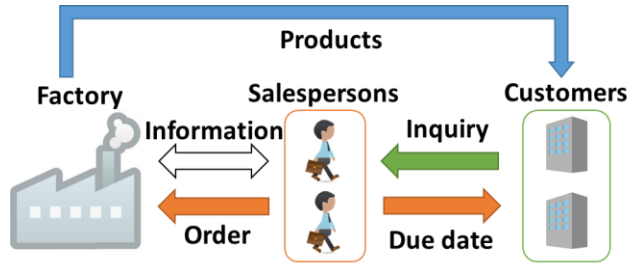 Products
Factory
Salespersons
Customers
Information
Inquiry
Order
Due date